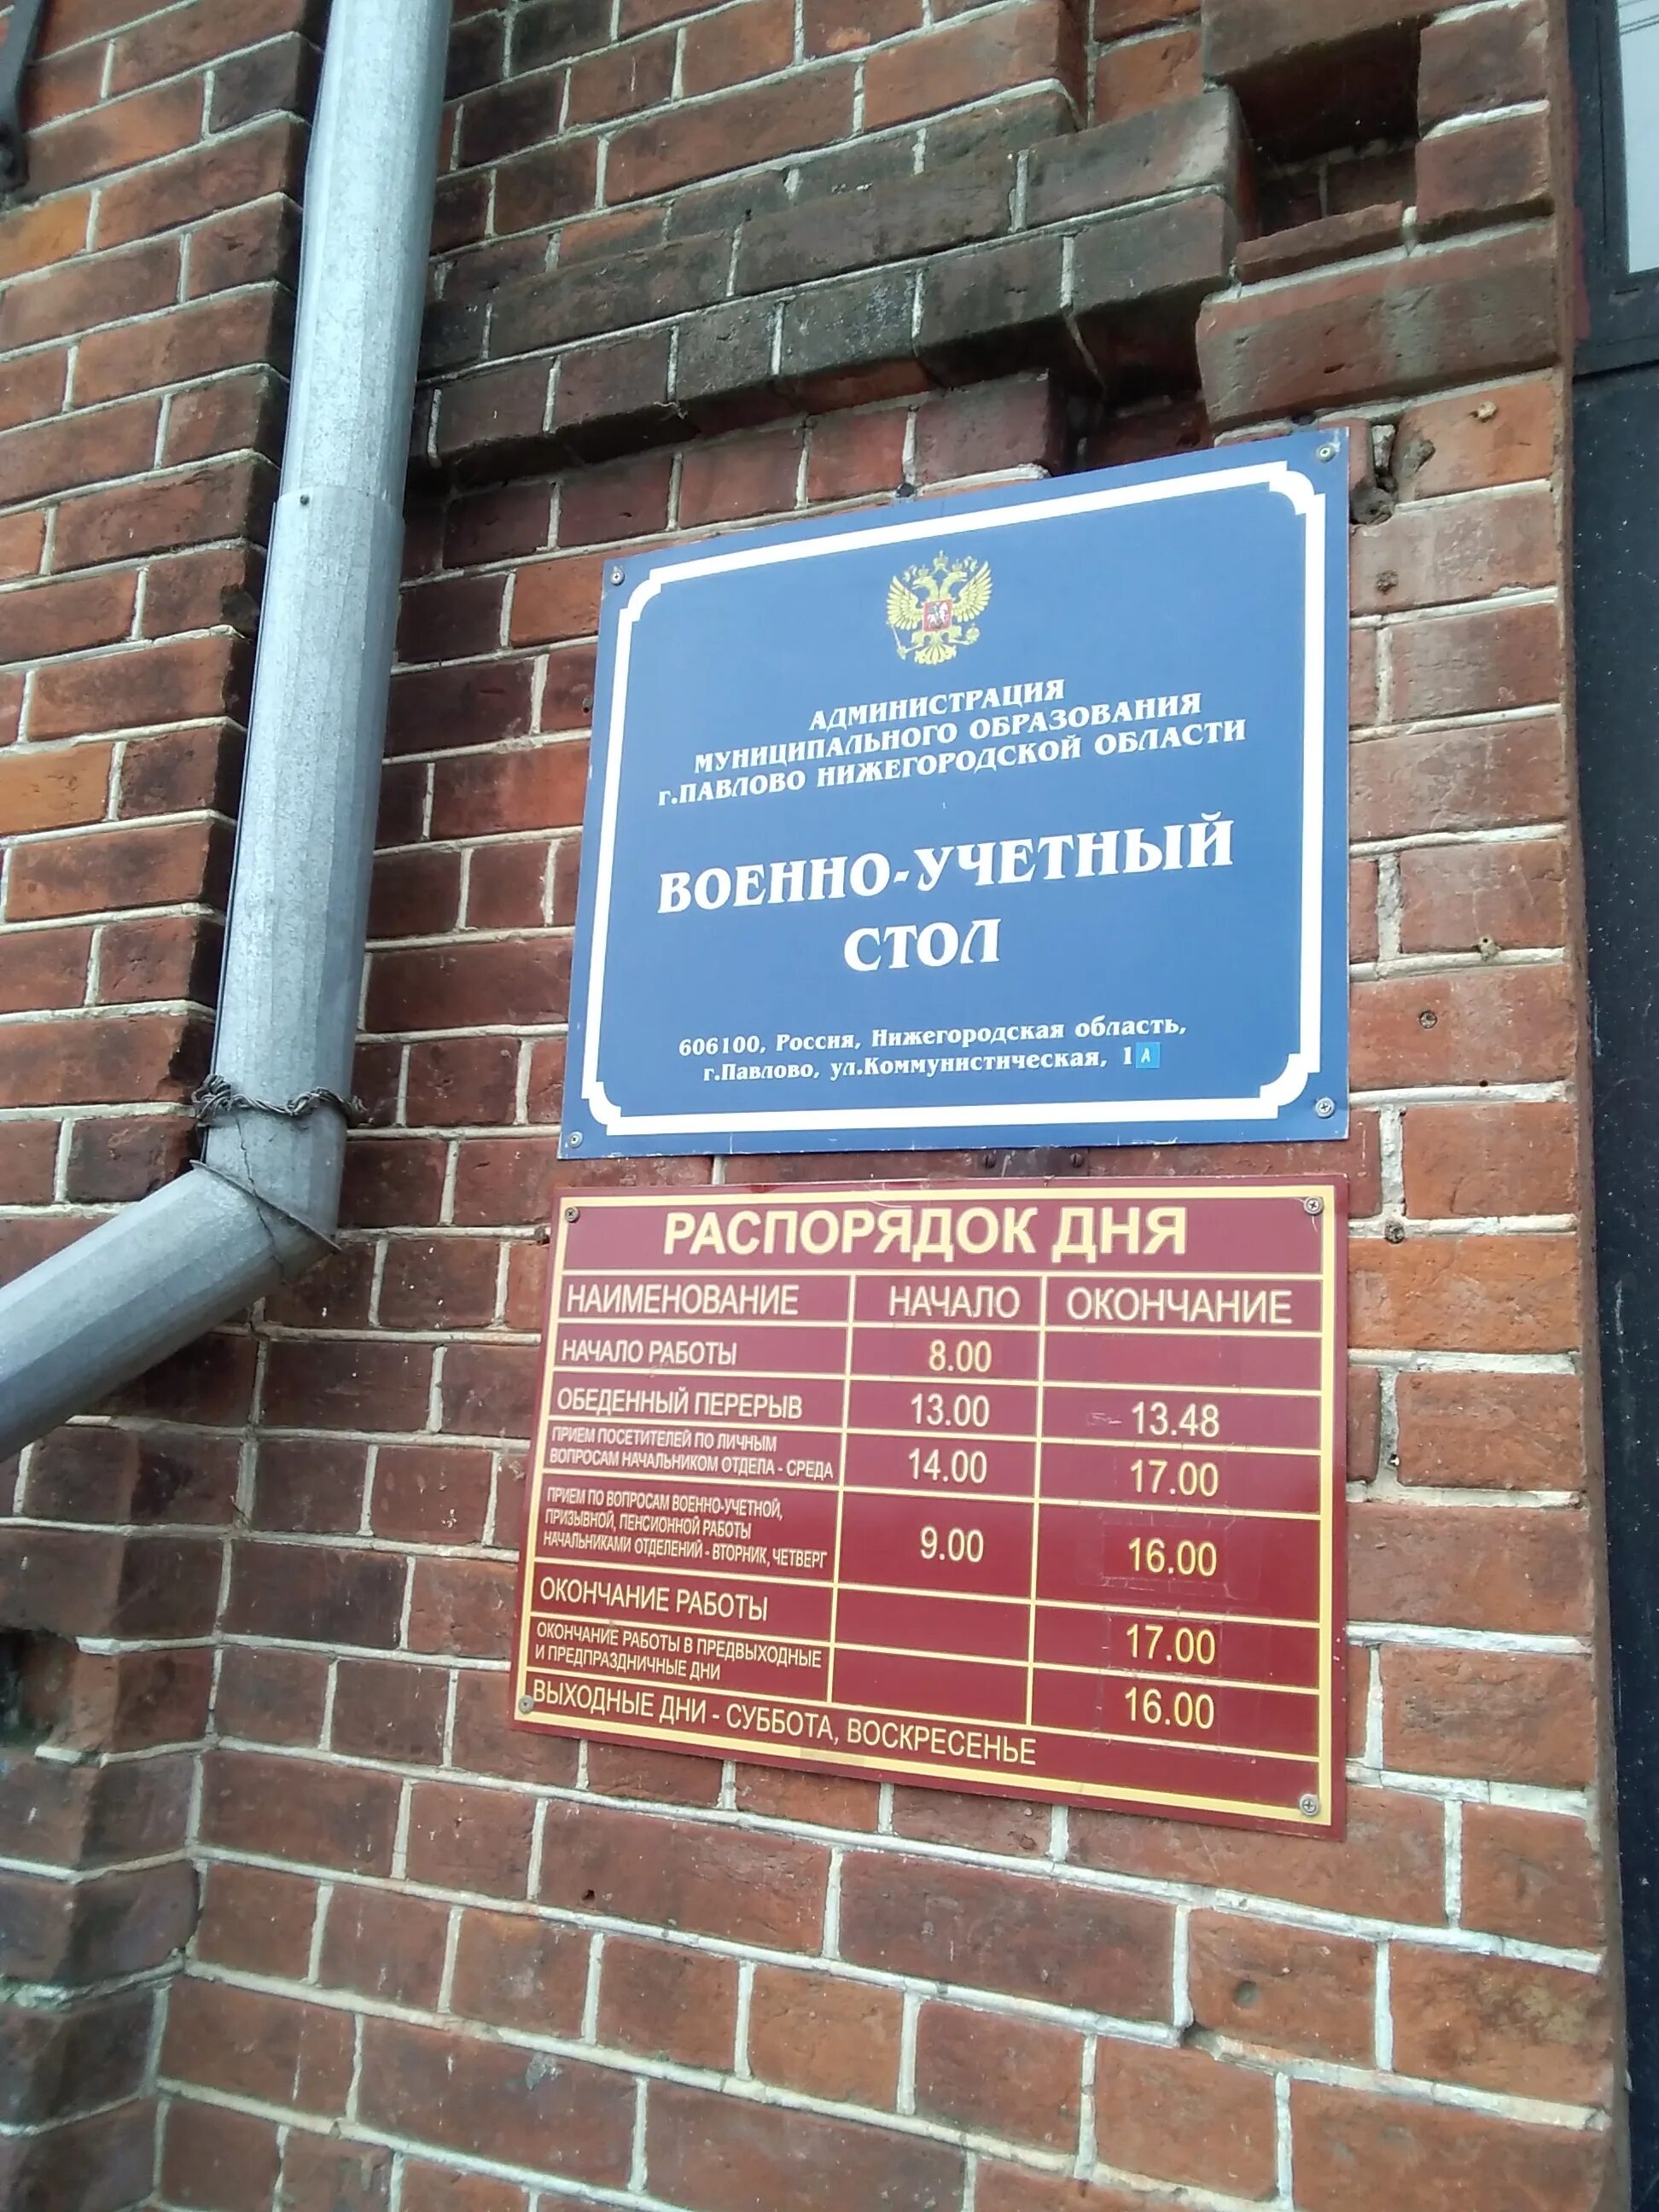 АДМИНИСТРАЦИЯ
МУНИЦИПАЛЬНОГО ОБРАЗОВАНИЯ
г.ПАВЛОВО НИЖЕГОРОДСКОЙ ОБЛАСТИ
ВОЕННО-УЧЕТНЫЙ
СТОЛ
606100, Россия, Нижегородская область,
г.Павлово, ул.Коммунистическая, 1А
РАСПОРЯДОК ДНЯ
НАИМЕНОВАНИЕ НАЧАЛО ОКОНЧАНИЕ
НАЧАЛО РАБОТЫ 8.00
ОБЕДЕННЫЙ ПЕРЕРЫВ 13.00 13.48
ПРИЕМ ПОСЕТИТЕЛЕЙ ПО ЛИЧНЫМ
ВОПРОСАМ НАЧАЛЬНИКОМ ОТДЕЛА - СРЕДА 14.00 17.00
ПРИЕМ ПО ВОПРОСАМ ВОЕННО-УЧЕТНОЙ,
ПРИЗЫВНОЙ, ПЕНСИОННОЙ РАБОТЫ
НАЧАЛЬНИКАМИ ОТДЕЛЕНИЙ - ВТОРНИК, ЧЕТВЕРГ 9.00 16.00
ОКОНЧАНИЕ РАБОТЫ 17.00
ОКОНЧАНИЕ РАБОТЫ В ПРЕДВЫХОДНЫЕ
И ПРЕДПРАЗДНИЧНЫЕ ДНИ 16.00
ВЫХОДНЫЕ ДНИ - СУББОТА, ВОСКРЕСЕНЬЕ